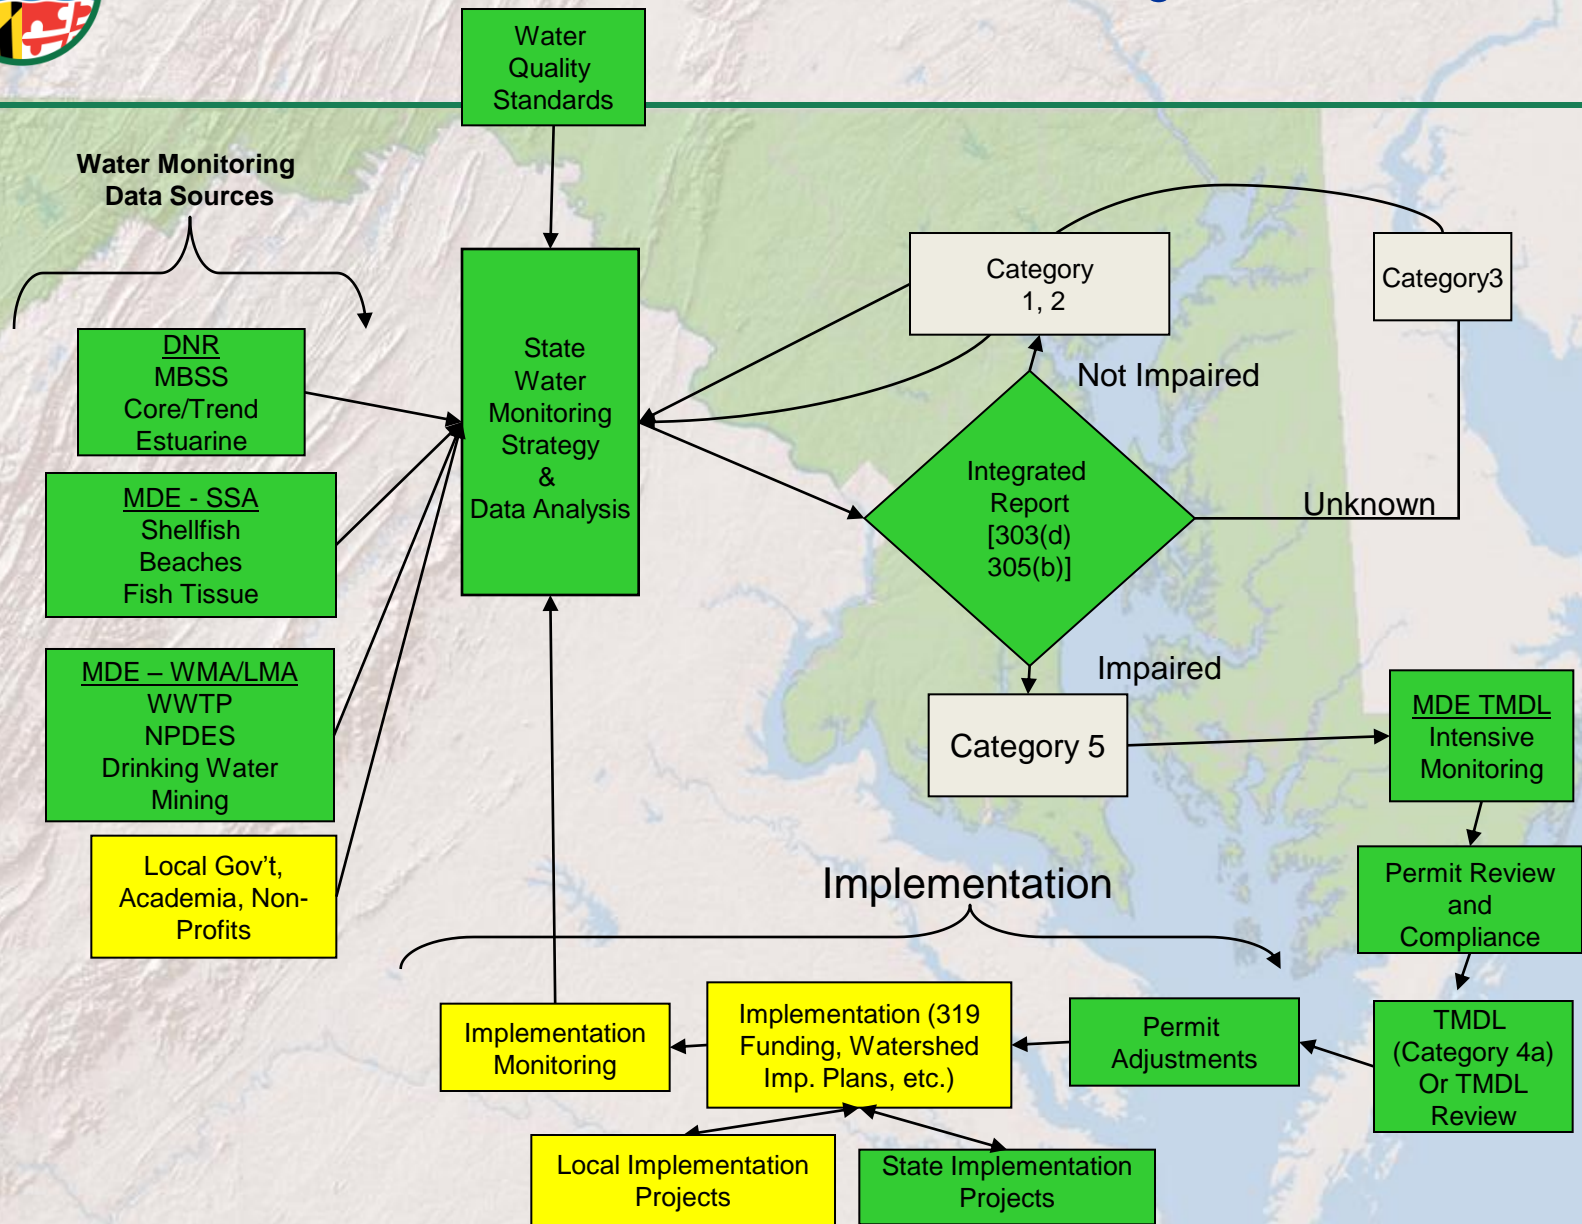 Water
Quality
Standards
Water Monitoring
Data Sources
DNR
MBSS
Core/Trend
Estuarine
MDE - SSA
Shellfish
Beaches
Fish Tissue
MDE – WMA/LMA
WWTP
NPDES
Drinking Water
Mining
Local Gov't,
Academia, Non-
Profits
State
Water
Monitoring
Strategy
&
Data Analysis
Category
1, 2
Category3
Not Impaired
Integrated
Report
[303(d)
305(b)]
Unknown
Impaired
Category 5
MDE TMDL
Intensive
Monitoring
Permit Review
and
Compliance
TMDL
(Category 4a)
Or TMDL
Review
Implementation
Permit
Adjustments
Implementation (319
Funding, Watershed
Imp. Plans, etc.)
Implementation
Monitoring
Local Implementation
Projects
State Implementation
Projects